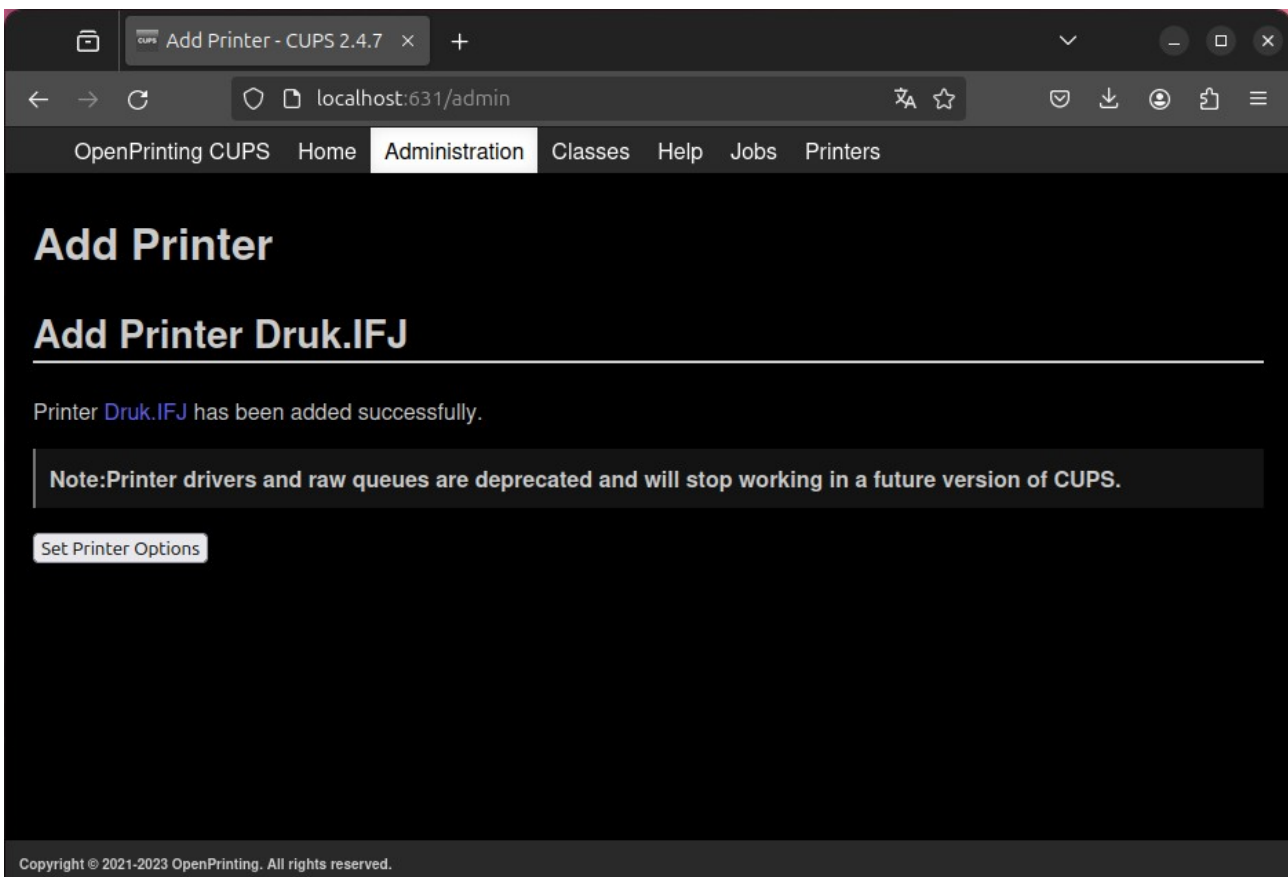 CUPS Add Printer - CUPS 2.4.7
localhost:631/admin
OpenPrinting CUPS Home Administration Classes Help Jobs Printers
Add Printer
Add Printer Druk.IFJ
Printer Druk.IFJ has been added successfully.
Note:Printer drivers and raw queues are deprecated and will stop working in a future version of CUPS.
Set Printer Options
Copyright © 2021-2023 OpenPrinting. All rights reserved.